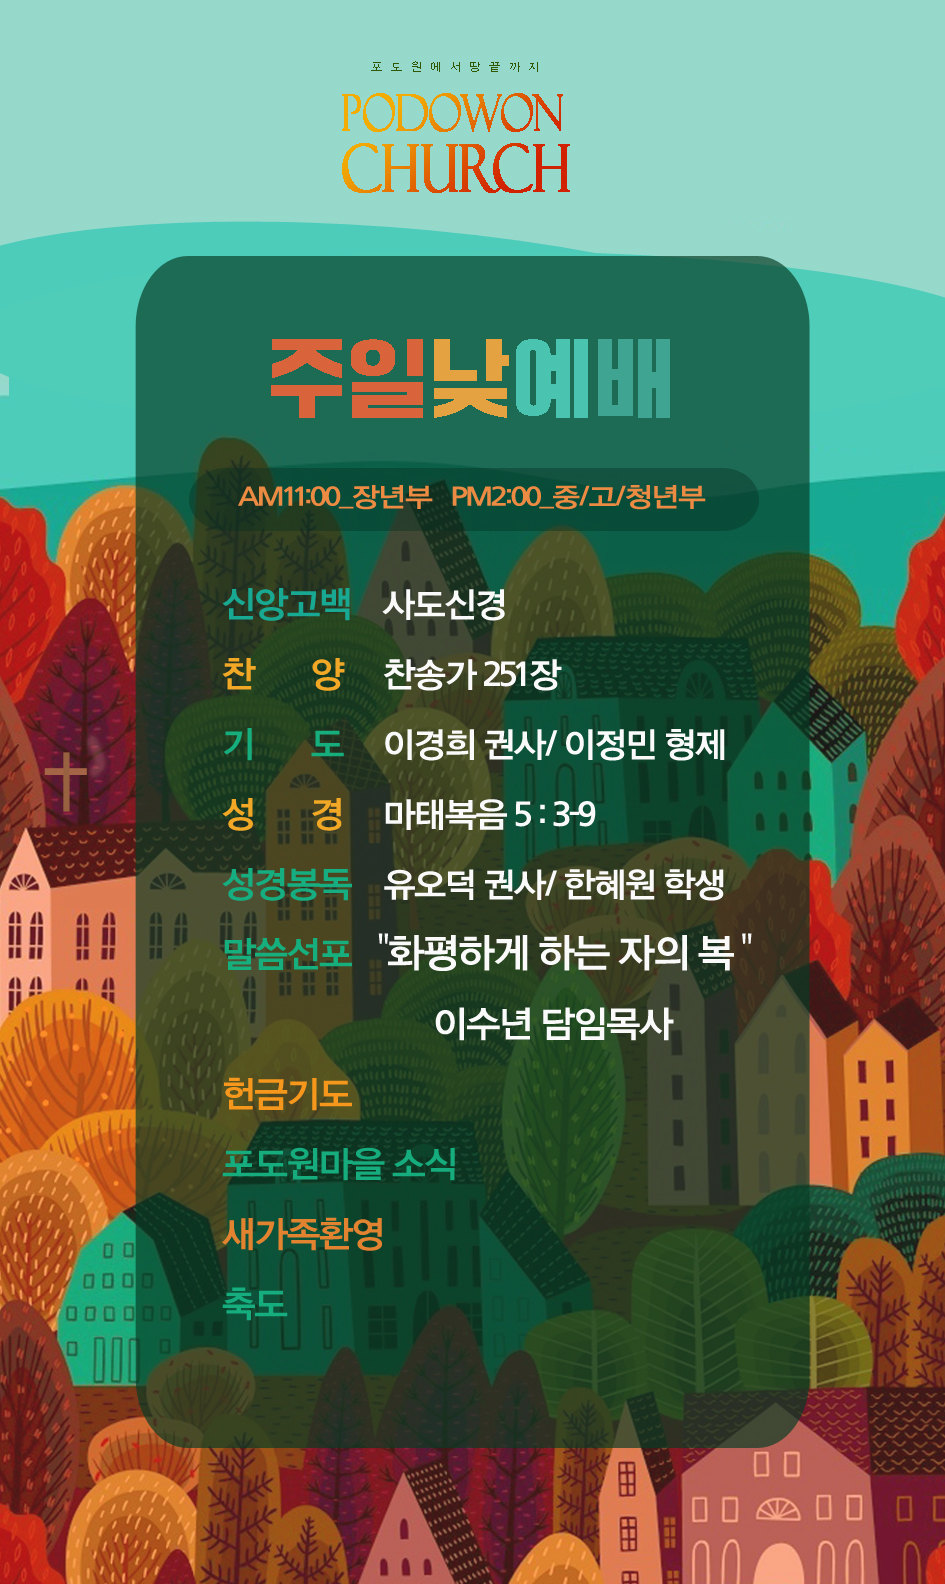 포도원에서땅끝까지
PODOWON
CHURCH
주일낮예배
AM11:00_장년부 PM2:00_중/고/청년부
신앙고백 사도신경
찬 양 찬송가 251장
기 도 이경희 권사/ 이정민 형제
성 경 마태복음 5 : 3-9
성경봉독 유오덕 권사/ 한혜원 학생
말씀선포 "화평하게 하는 자의 복 "
이수년 담임목사
헌금기도
포도원마을 소식
새가족환영
축도